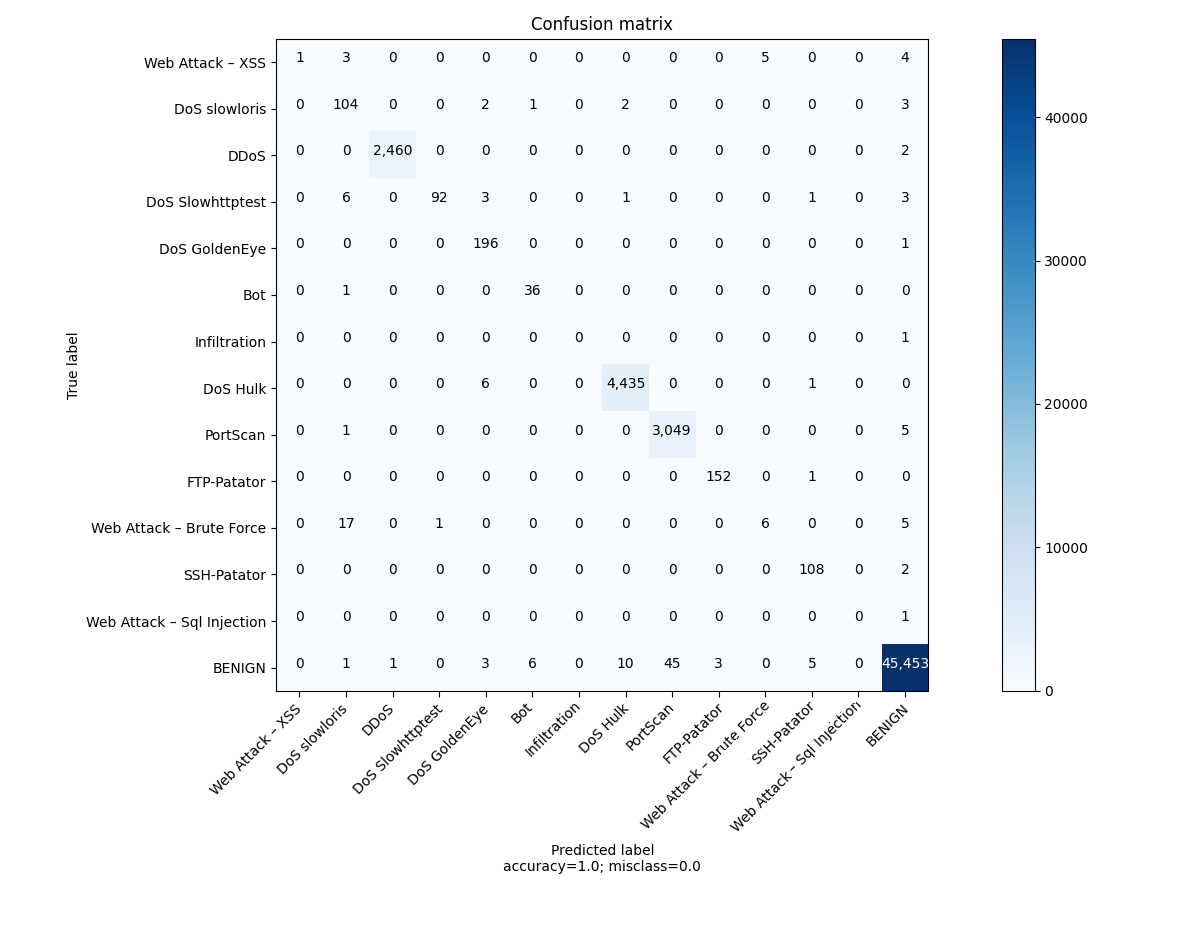 Confusion matrix
Web Attack – XSS 1 3 0 0 0 0 0 0 0 0 5 0 0 4
DoS slowloris 0 104 0 0 2 1 0 2 0 0 0 0 0 3
DDoS 0 0 2,460 0 0 0 0 0 0 0 0 0 0 2
DoS Slowhttptest 0 6 0 92 3 0 0 1 0 0 0 1 0 3
DoS GoldenEye 0 0 0 0 196 0 0 0 0 0 0 0 0 1
Bot 0 1 0 0 0 36 0 0 0 0 0 0 0 0
Infiltration 0 0 0 0 0 0 0 0 0 0 0 0 0 1
DoS Hulk 0 0 0 0 6 0 0 4,435 0 0 0 1 0 0
PortScan 0 1 0 0 0 0 0 0 3,049 0 0 0 0 5
FTP-Patator 0 0 0 0 0 0 0 0 0 152 0 1 0 0
Web Attack – Brute Force 0 17 0 1 0 0 0 0 0 0 6 0 0 5
SSH-Patator 0 0 0 0 0 0 0 0 0 0 0 108 0 2
Web Attack – Sql Injection 0 0 0 0 0 0 0 0 0 0 0 0 0 1
BENIGN 0 1 1 0 3 6 0 10 45 3 0 5 0 45,453
True label
Web Attack – XSS
DoS slowloris
DDoS
DoS Slowhttptest
DoS GoldenEye
Bot
Infiltration
DoS Hulk
PortScan
FTP-Patator
Web Attack – Brute Force
SSH-Patator
Web Attack – Sql Injection
BENIGN
Predicted label
accuracy=1.0; misclass=0.0
40000
30000
20000
10000
0